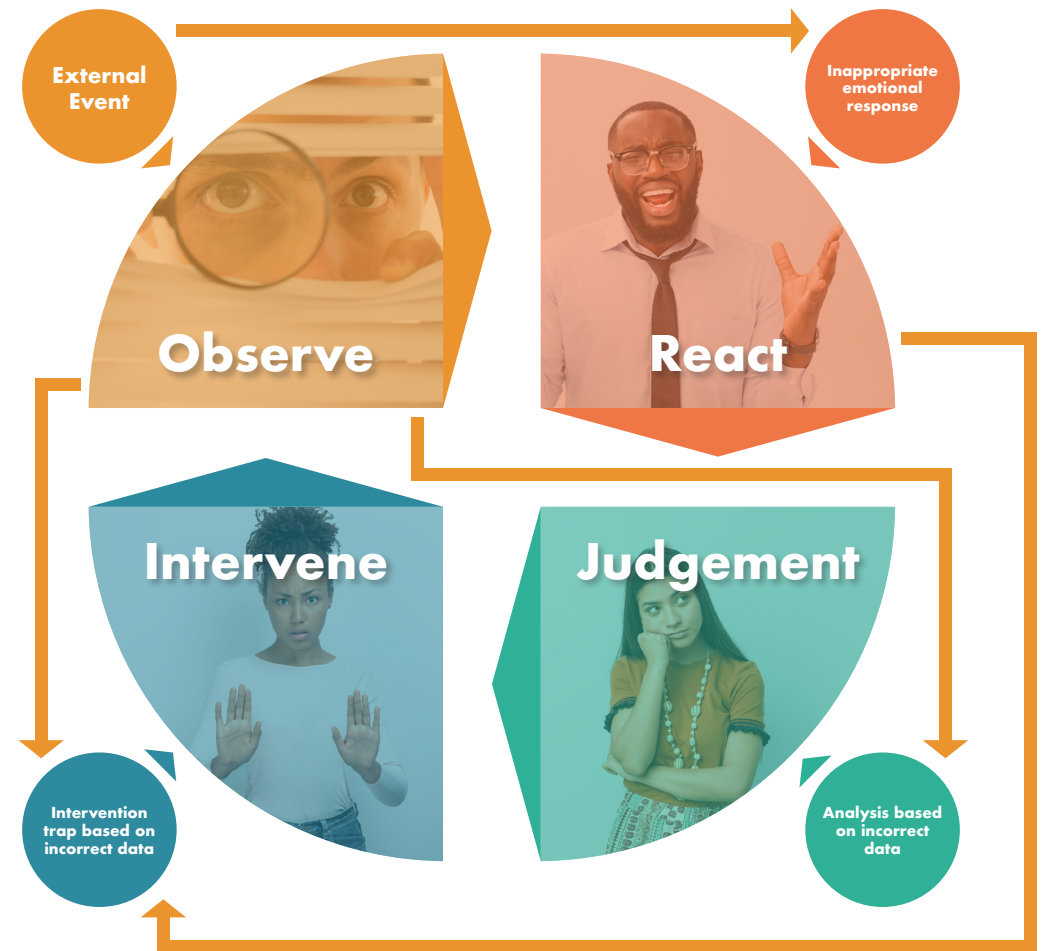 External
Event
Inappropriate
emotional
response
Observe
React
Intervene
Judgement
Intervention
trap based on
incorrect data
Analysis based
on incorrect
data